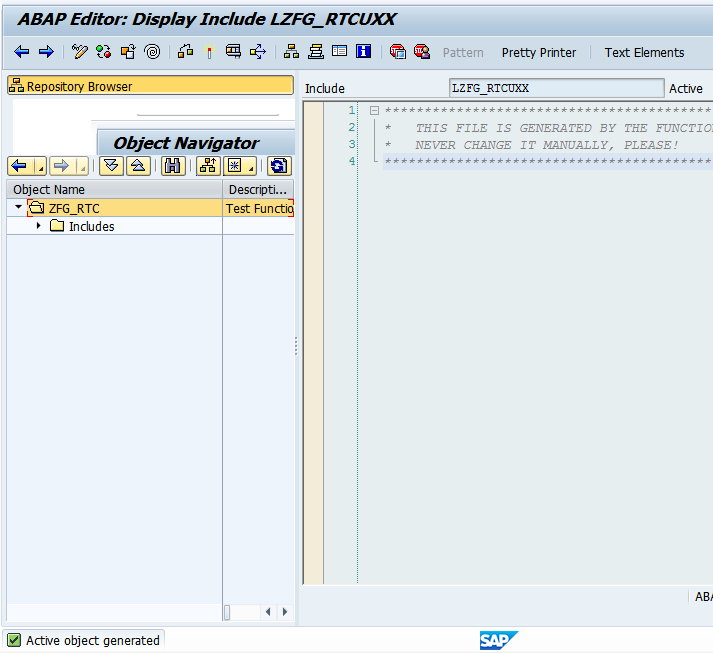 ABAP Editor: Display Include LZFG_RTCUXX
Pattern Pretty Printer Text Elements
Repository Browser
Include LZFG_RTCUXX Active
Object Navigator
Object Name Descripti...
ZFG_RTC Test Functio
Includes
1 ******************************************
2 * THIS FILE IS GENERATED BY THE FUNCTIO
3 * NEVER CHANGE IT MANUALLY, PLEASE!
4 ******************************************
ABA
Active object generated
SAP